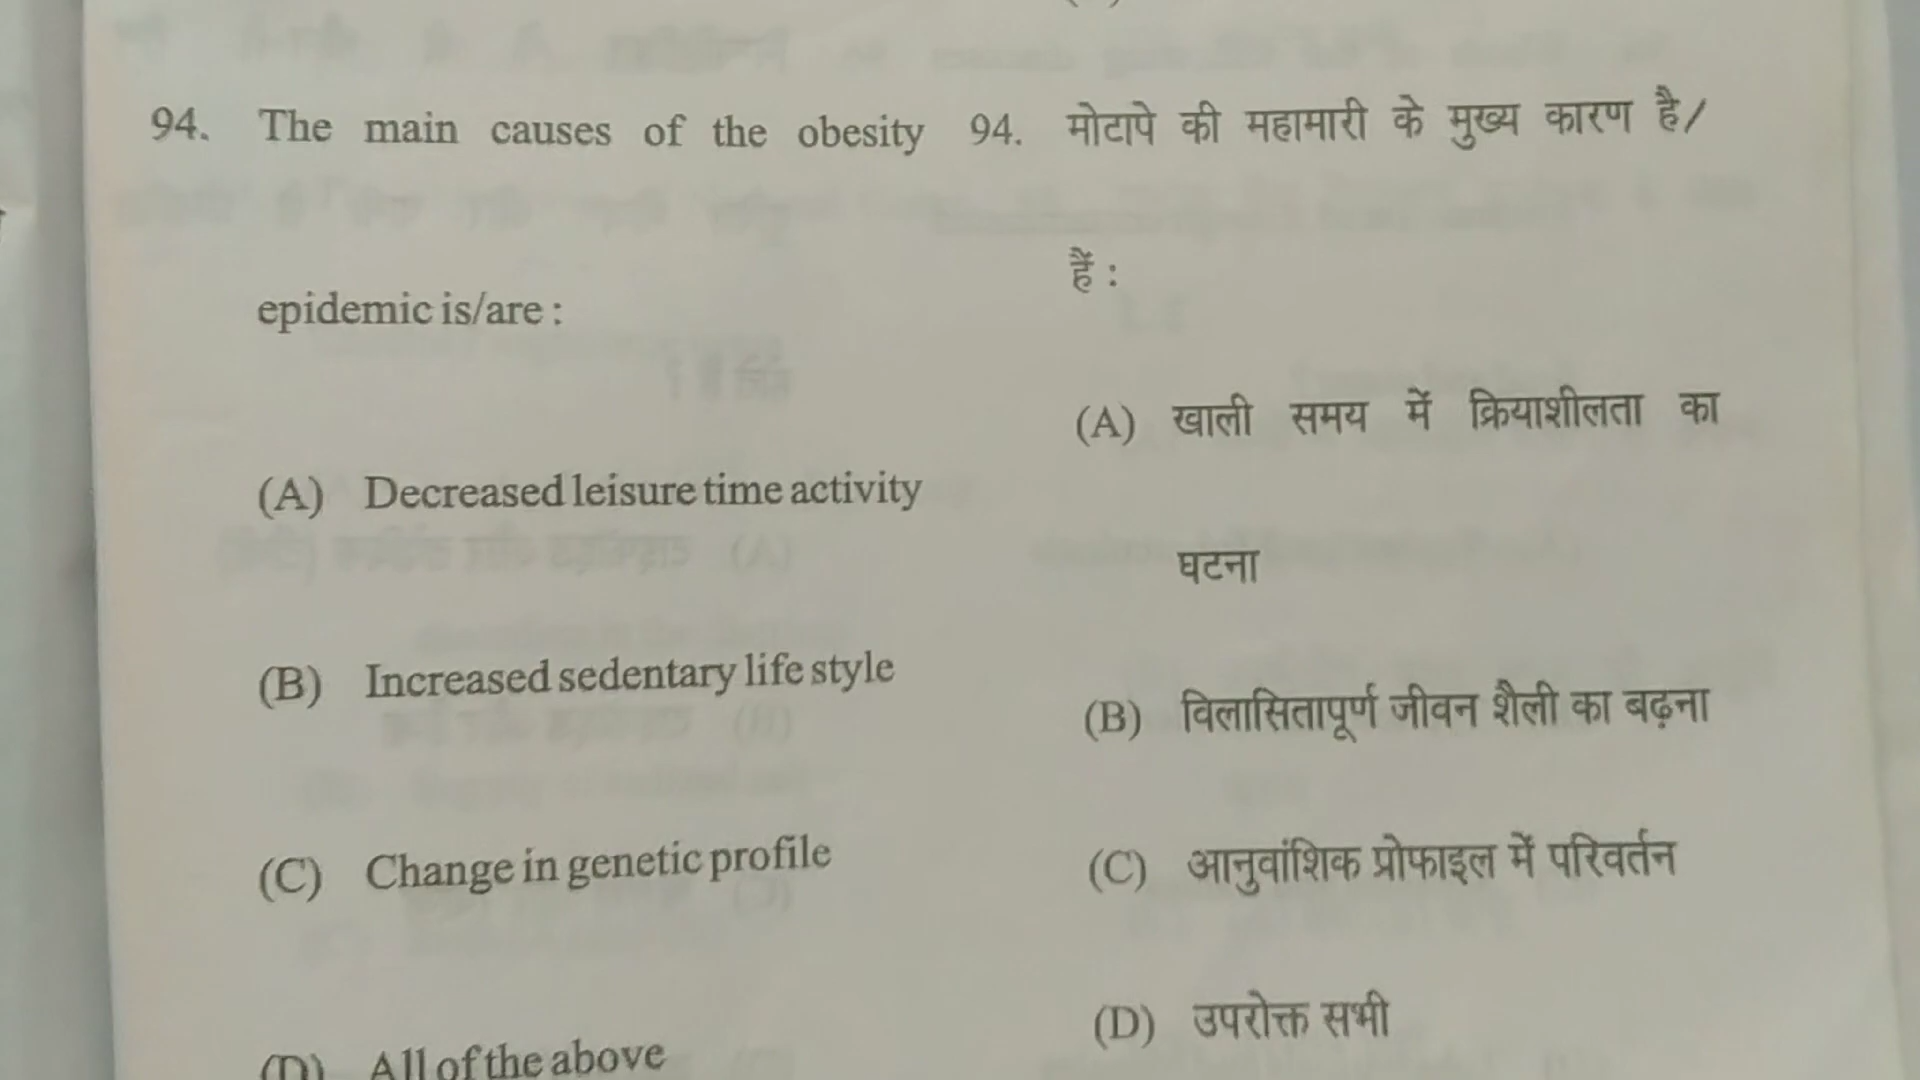 94. The main causes of the obesity
epidemic is/are :
(A) Decreased leisure time activity
(B) Increased sedentary life style
(C) Change in genetic profile
(D) All of the above
94. मोटापे की महामारी के मुख्य कारण है/
हैं :
(A) खाली समय में क्रियाशीलता का
घटना
(B) विलासितापूर्ण जीवन शैली का बढ़ना
(C) आनुवांशिक प्रोफाइल में परिवर्तन
(D) उपरोक्त सभी